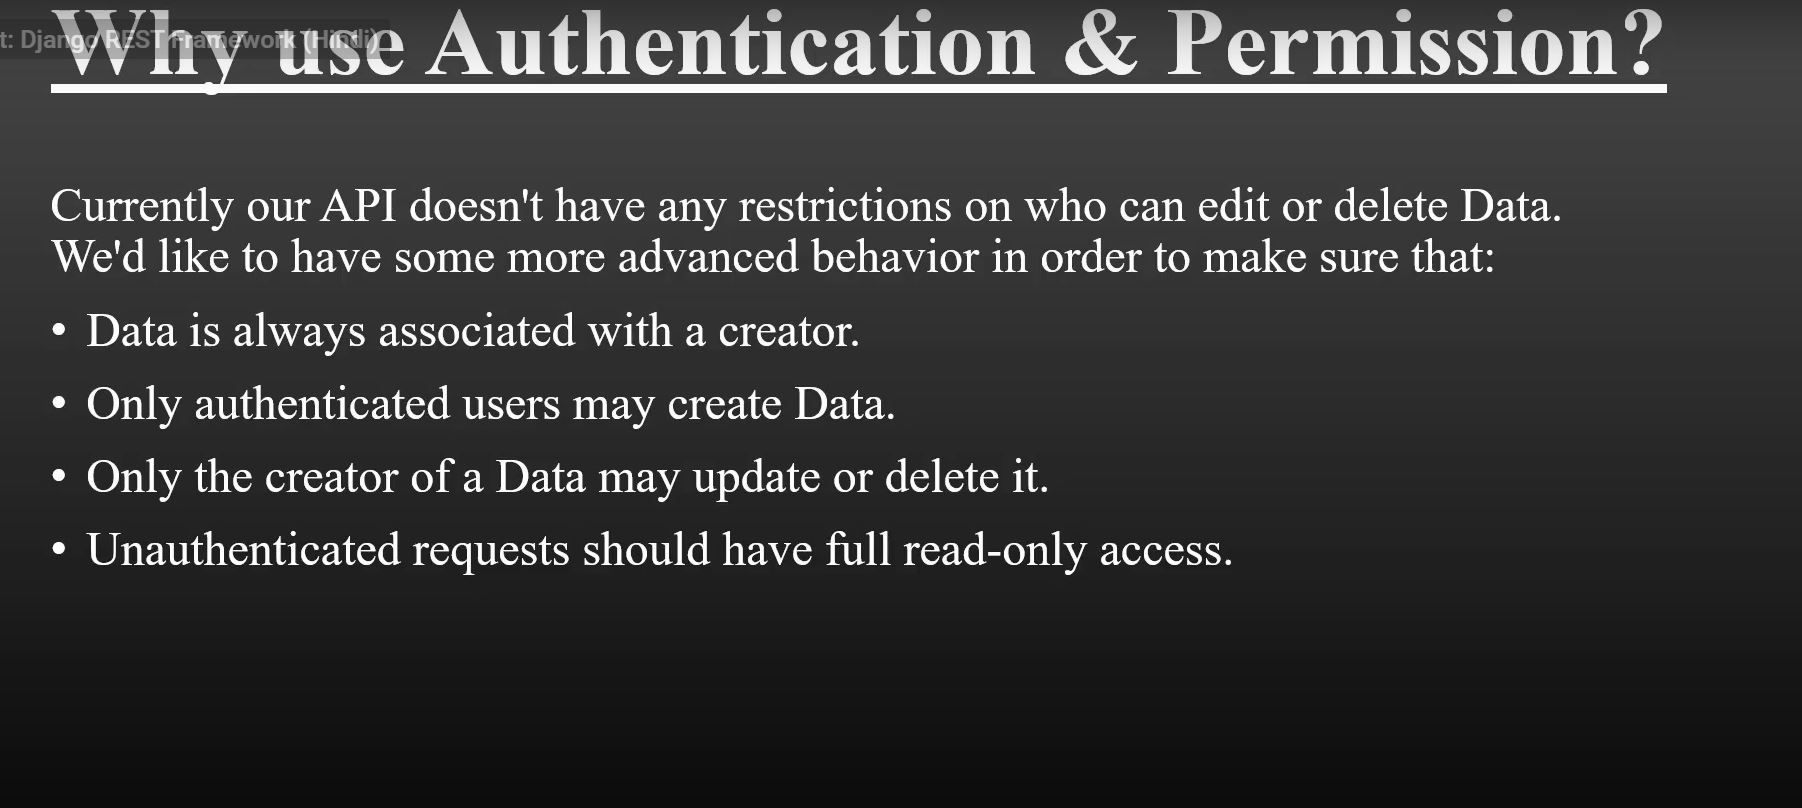 t: Django REST Framework (Hindi)
Why use Authentication & Permission?
Currently our API doesn't have any restrictions on who can edit or delete Data.
We'd like to have some more advanced behavior in order to make sure that:
• Data is always associated with a creator.
• Only authenticated users may create Data.
• Only the creator of a Data may update or delete it.
• Unauthenticated requests should have full read-only access.